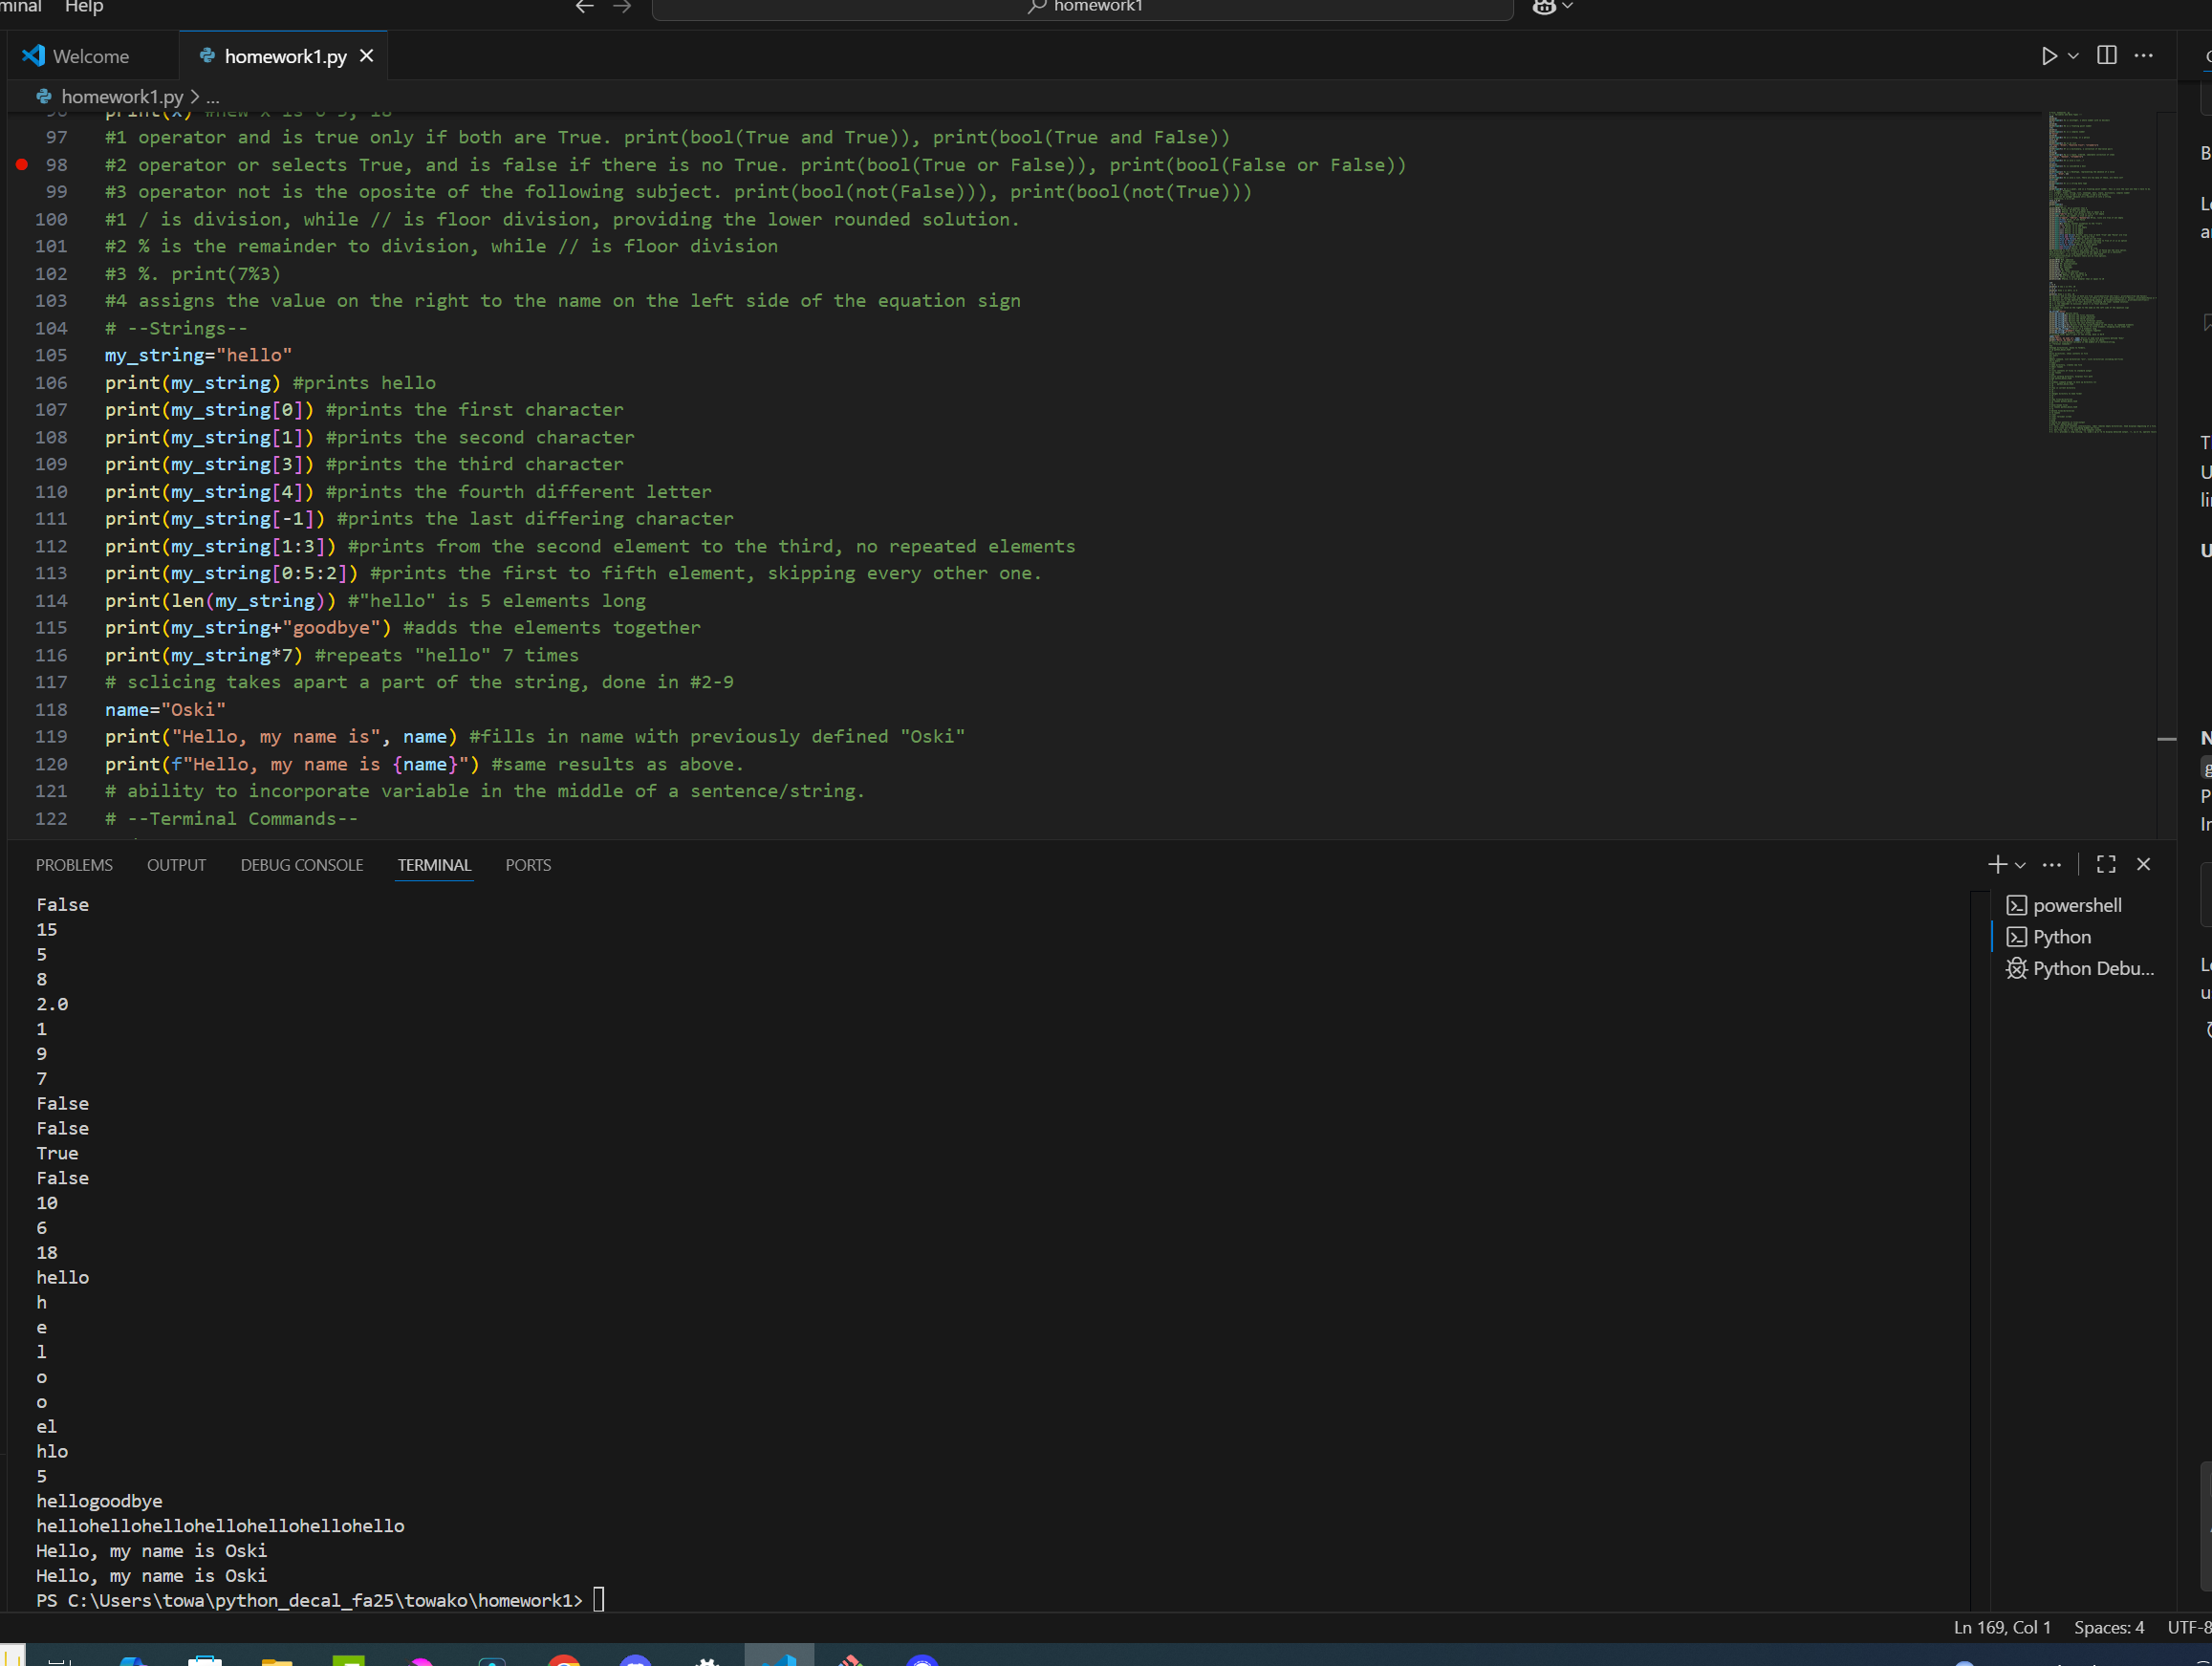 minal Help
homework1
Welcome
homework1.py
homework1.py > ...
97 #1 operator and is true only if both are True. print(bool(True and True)), print(bool(True and False))
98 #2 operator or selects True, and is false if there is no True. print(bool(True or False)), print(bool(False or False))
99 #3 operator not is the oposite of the following subject. print(bool(not(False))), print(bool(not(True)))
100 #1 / is division, while // is floor division, providing the lower rounded solution.
101 #2 % is the remainder to division, while // is floor division
102 #3 %. print(7%3)
103 #4 assigns the value on the right to the name on the left side of the equation sign
104 # --Strings--
105 my_string="hello"
106 print(my_string) #prints hello
107 print(my_string[0]) #prints the first character
108 print(my_string[1]) #prints the second character
109 print(my_string[3]) #prints the third character
110 print(my_string[4]) #prints the fourth different letter
111 print(my_string[-1]) #prints the last differing character
112 print(my_string[1:3]) #prints from the second element to the third, no repeated elements
113 print(my_string[0:5:2]) #prints the first to fifth element, skipping every other one.
114 print(len(my_string)) #"hello" is 5 elements long
115 print(my_string+"goodbye") #adds the elements together
116 print(my_string*7) #repeats "hello" 7 times
117 # sclicing takes apart a part of the string, done in #2-9
118 name="Oski"
119 print("Hello, my name is", name) #fills in name with previously defined "Oski"
120 print(f"Hello, my name is {name}") #same results as above.
121 # ability to incorporate variable in the middle of a sentence/string.
122 # --Terminal Commands--
PROBLEMS OUTPUT DEBUG CONSOLE TERMINAL PORTS
powershell
Python
Python Debu...
False
15
5
8
2.0
1
9
7
False
False
True
False
10
6
18
hello
h
e
l
o
o
el
hlo
5
hellogoodbye
hellohellohellohellohellohellohello
Hello, my name is Oski
Hello, my name is Oski
PS C:\Users\towa\python_decal_fa25\towako\homework1>
Ln 169, Col 1 Spaces: 4 UTF-8